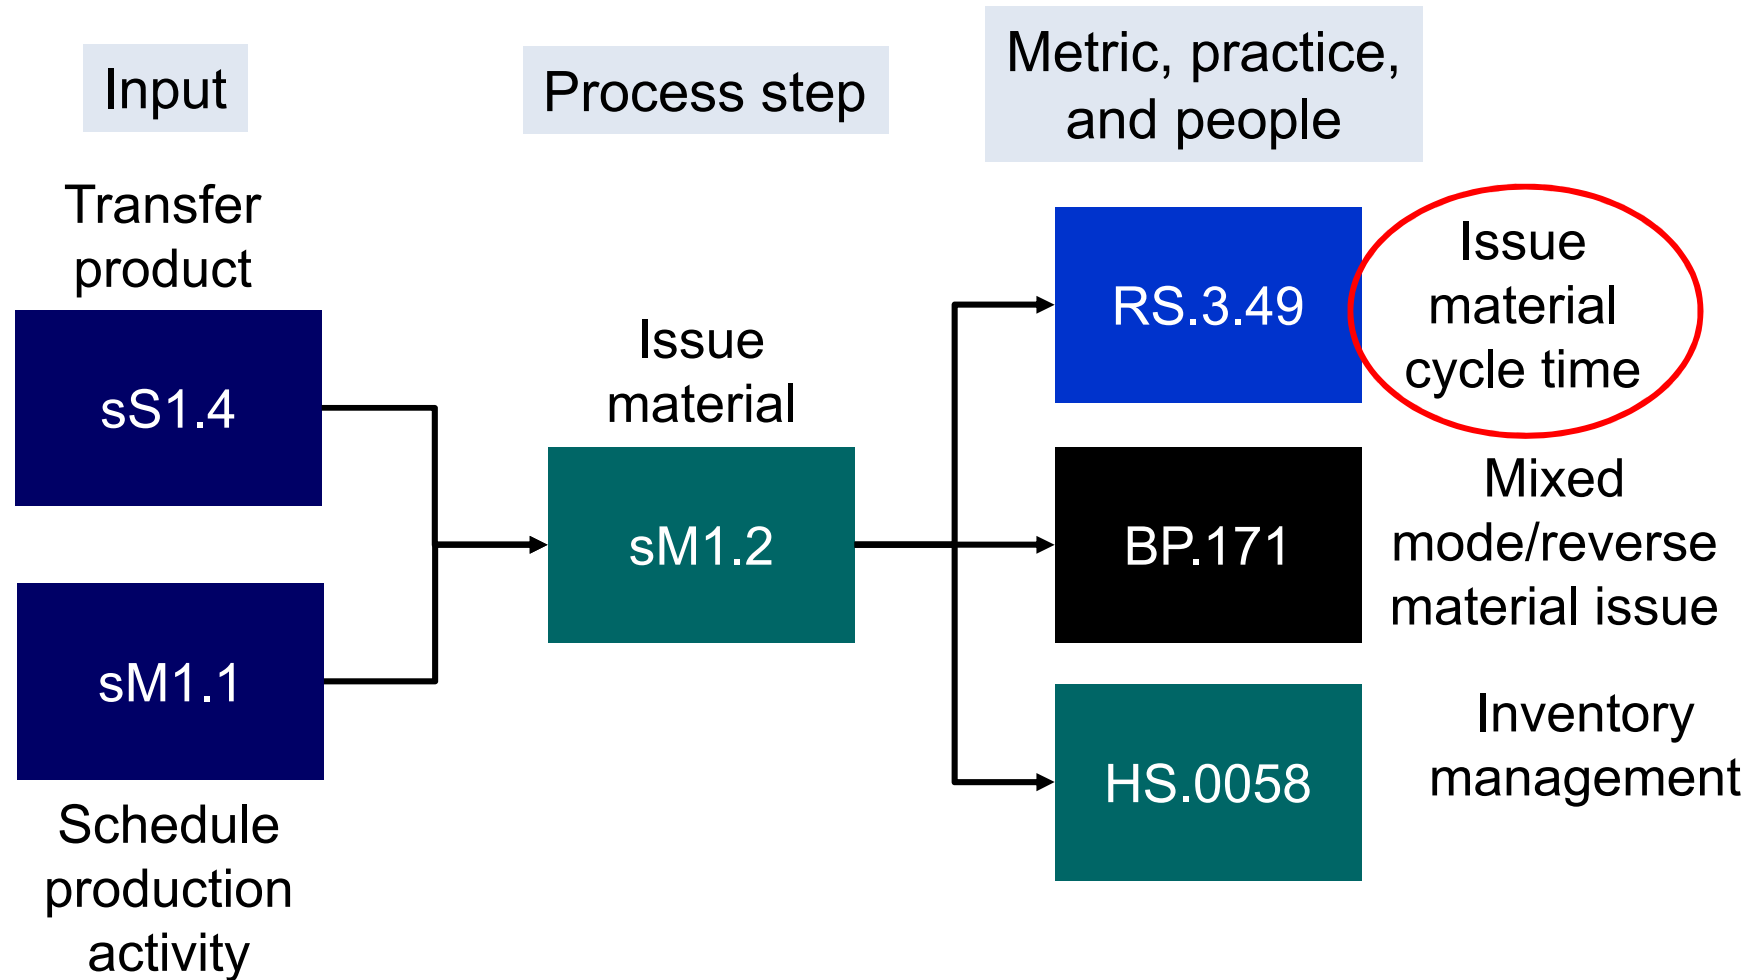 Input
Process step
Metric, practice,
and people
Transfer
product
sS1.4
sM1.1
Schedule
production
activity
Issue
material
sM1.2
RS.3.49
Issue
material
cycle time
BP.171
Mixed
mode/reverse
material issue
HS.0058
Inventory
management